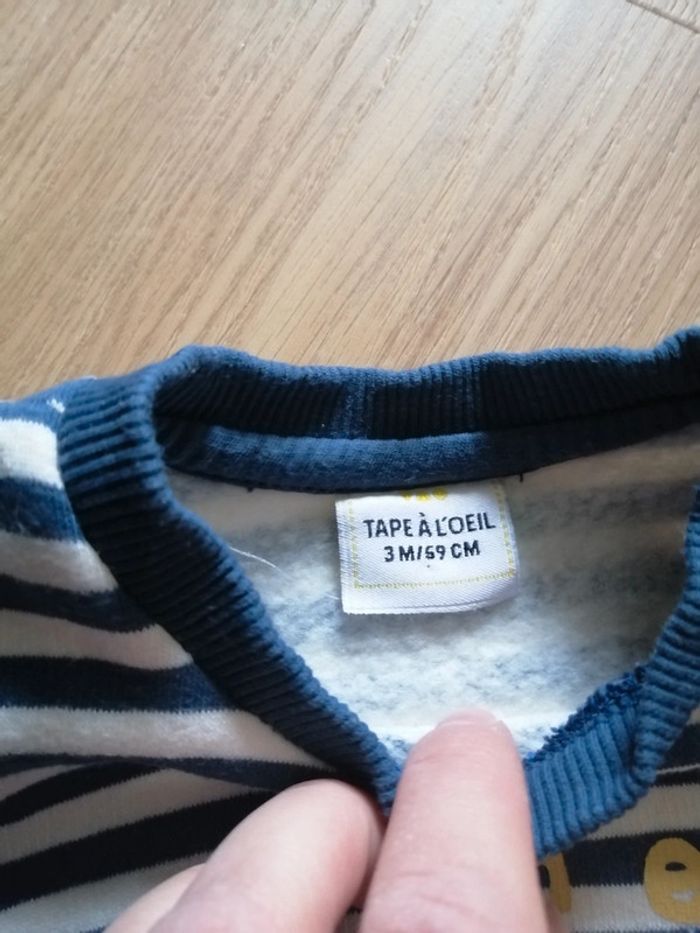 TAPE À L'OEIL
3 M/59 CM